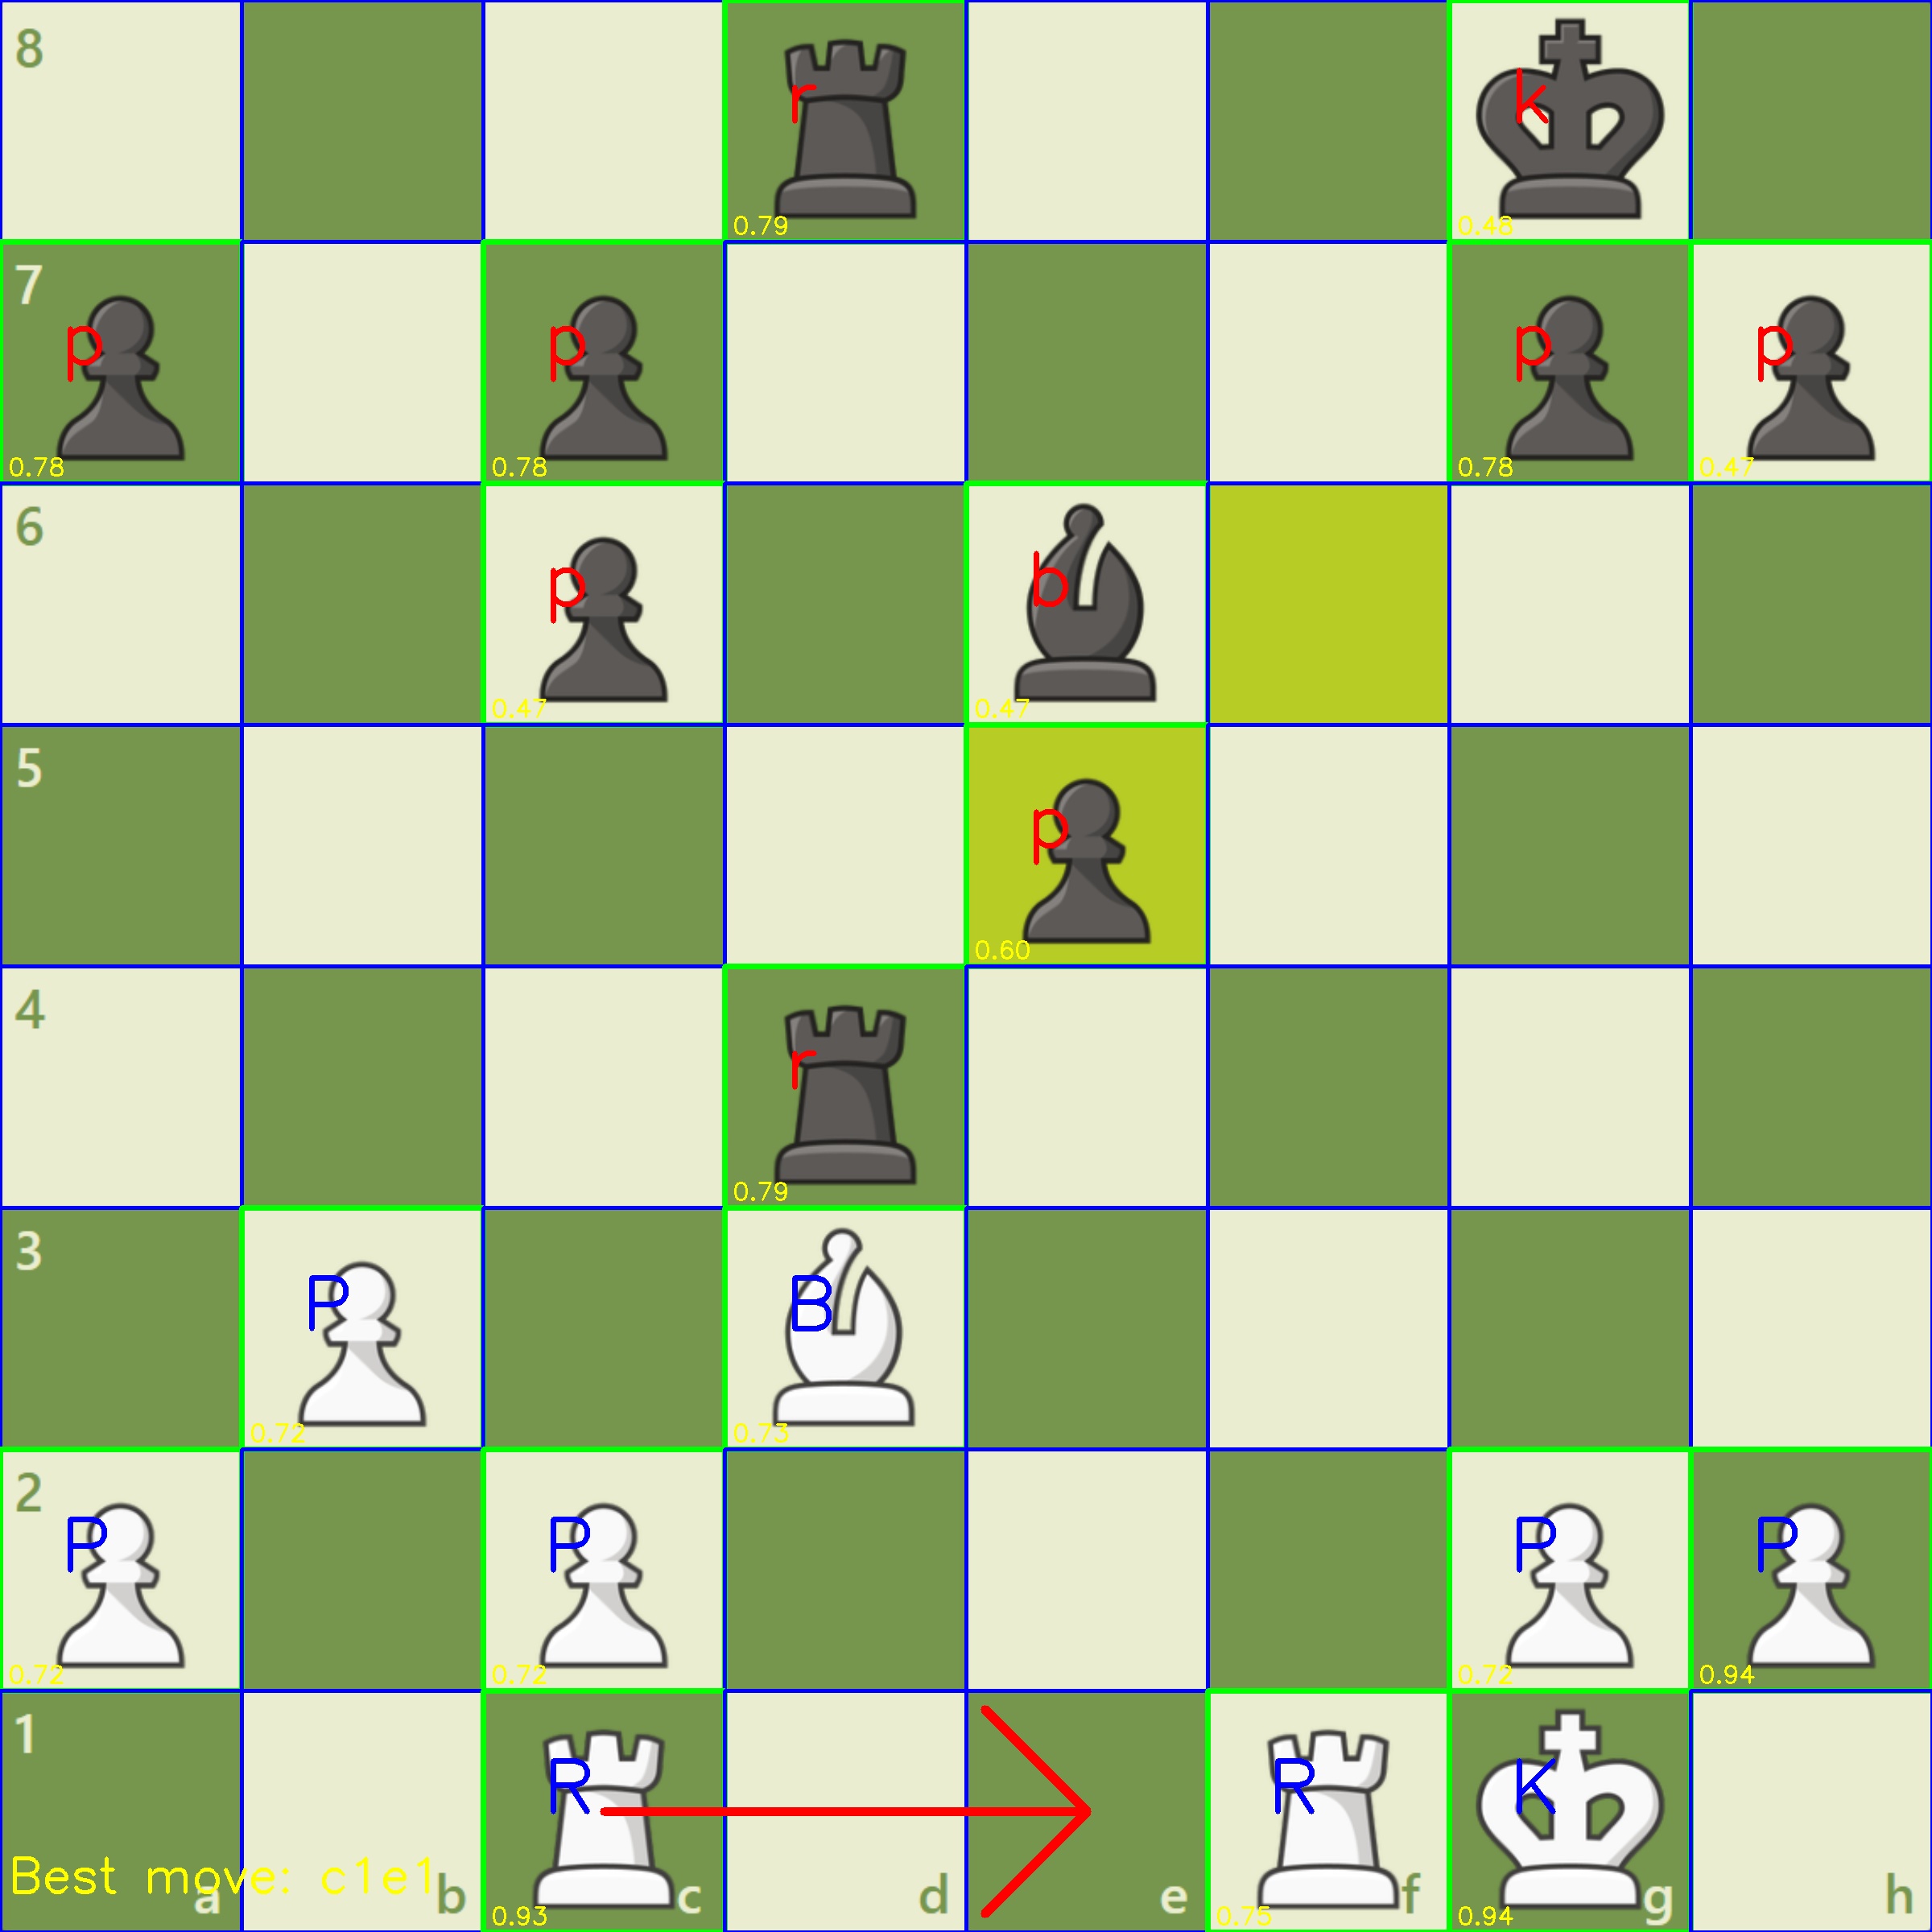 8 r k
0.79 0.48
7 p p p p
0.78 0.78 0.78 0.47
6 p b
0.47 0.47
5 p
0.60
4 r
0.79
3 P B
0.72 0.73
2 P P P P
0.72 0.72 0.72 0.94
1 R R K
Best move: c1e1
a b c d e f g h
0.93 0.75 0.94